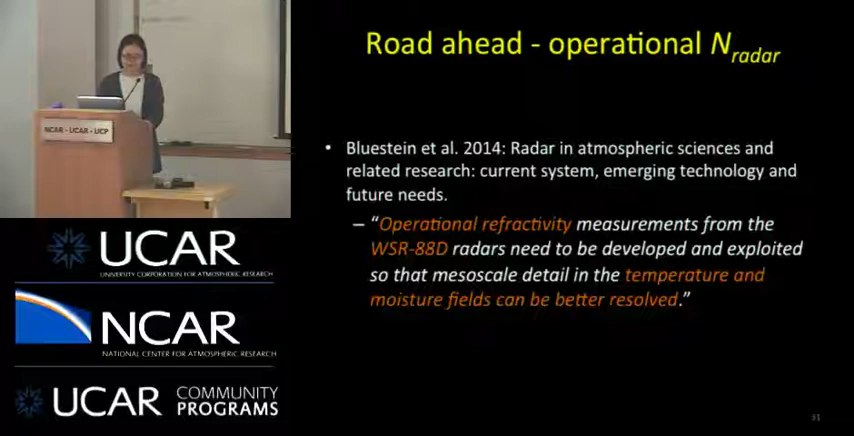 Road ahead - operational N radar
NCAR - UCAR - UCP
• Bluestein et al. 2014: Radar in atmospheric sciences and
related research: current system, emerging technology and
future needs.
– “Operational refractivity measurements from the
WSR-88D radars need to be developed and exploited
so that mesoscale detail in the temperature and
moisture fields can be better resolved.”
UCAR
UNIVERSITY CORPORATION FOR ATMOSPHERIC RESEARCH
NCAR
NATIONAL CENTER FOR ATMOSPHERIC RESEARCH
UCAR COMMUNITY
PROGRAMS
31